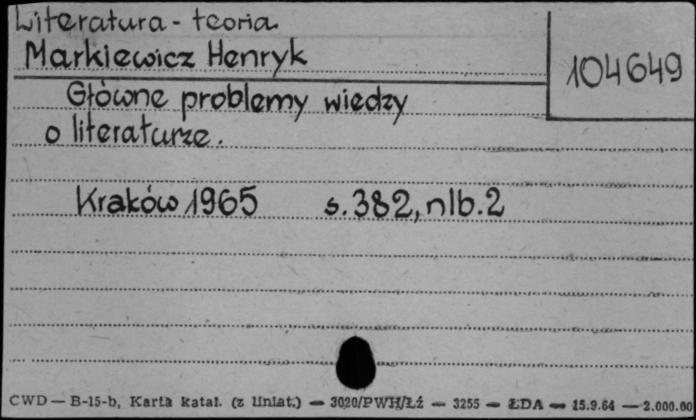 Literatura - teoria.
Markiewicz Henryk
104649
Główne problemy wiedzy
o literaturze.
Kraków 1965 s. 382, nlb. 2
CWD — B-15-b, Karta katal. (z liniat.) — 3020/PWH/Łź — 3255 — ŁDA — 15.9.64 — 2.000.00